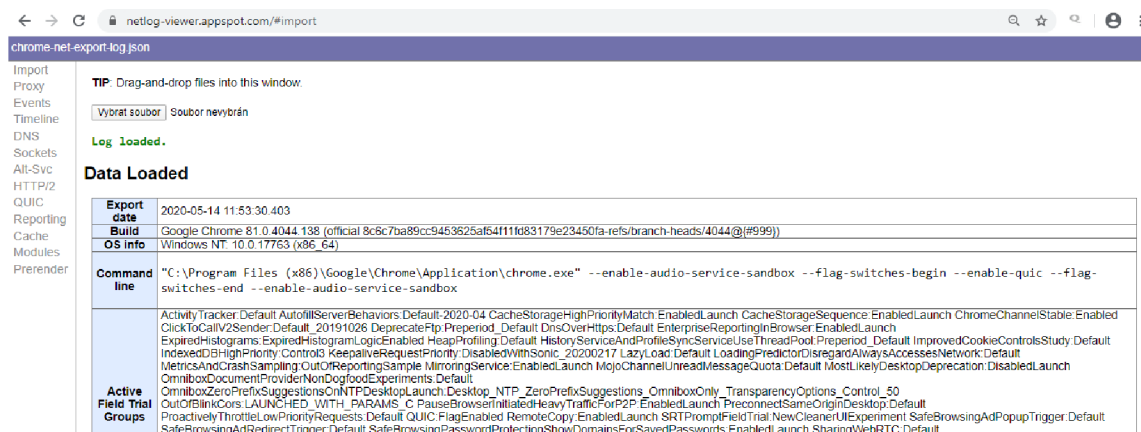 netlog-viewer.appspot.com/#import
chrome-net-export-log.json
Import
Proxy
Events
Timeline
DNS
Sockets
Alt-Svc
HTTP/2
QUIC
Reporting
Cache
Modules
Prerender
TIP: Drag-and-drop files into this window.
Vybrat soubor Soubor nevybrán
Log loaded.
Data Loaded
Export date 2020-05-14 11:53:30.403
Build Google Chrome 81.0.4044.138 (official 8c6c7ba89cc9453625af54f11fd83179e23450fa-refs/branch-heads/4044@{#999})
OS info Windows NT: 10.0.17763 (x86_64)
Command line "C:\Program Files (x86)\Google\Chrome\Application\chrome.exe" --enable-audio-service-sandbox --flag-switches-begin --enable-quic --flag-
switches-end --enable-audio-service-sandbox
Active Field Trial Groups
ActivityTracker:Default AutofillServerBehaviors:Default-2020-04 CacheStorageHighPriorityMatch:EnabledLaunch CacheStorageSequence:EnabledLaunch ChromeChannelStable:Enabled
ClickToCallV2Sender:Default_20191026 DeprecateFtp:Preperiod_Default DnsOverHttps:Default EnterpriseReportingInBrowser:EnabledLaunch
ExpiredHistograms:ExpiredHistogramLogicEnabled HeapProfiling:Default HistoryServiceAndProfileSyncServiceUseThreadPool:Preperiod_Default ImprovedCookieControlsStudy:Default
IndexedDBHighPriority:Control3 KeepaliveRequestPriority:DisabledWithSonic_20200217 LazyLoad:Default LoadingPredictorDisregardAlwaysAccessesNetwork:Default
MetricsAndCrashSampling:OutOfReportingSample MirroringService:EnabledLaunch MojoChannelUnreadMessageQuota:Default MostLikelyDesktopDeprecation:DisabledLaunch
OmniboxDocumentProviderNonDogfoodExperiments:Default
OmniboxZeroPrefixSuggestionsOnNTPDesktopLaunch:Desktop_NTP_ZeroPrefixSuggestions_OmniboxOnly_TransparencyOptions_Control_50
OutOfBlinkCors:LAUNCHED_WITH_PARAMS_C PauseBrowserInitiatedHeavyTrafficForP2P:EnabledLaunch PreconnectSameOriginDesktop:Default
ProactivelyThrottleLowPriorityRequests:Default QUIC:FlagEnabled RemoteCopy:EnabledLaunch SRTPromptFieldTrial:NewCleanerUIExperiment SafeBrowsingAdPopupTrigger:Default
SafeBrowsingAdRedirectTrigger:Default SafeBrowsingPasswordProtectionShowDomainsForSavedPasswords:EnabledLaunch SharingWebRTC:Default